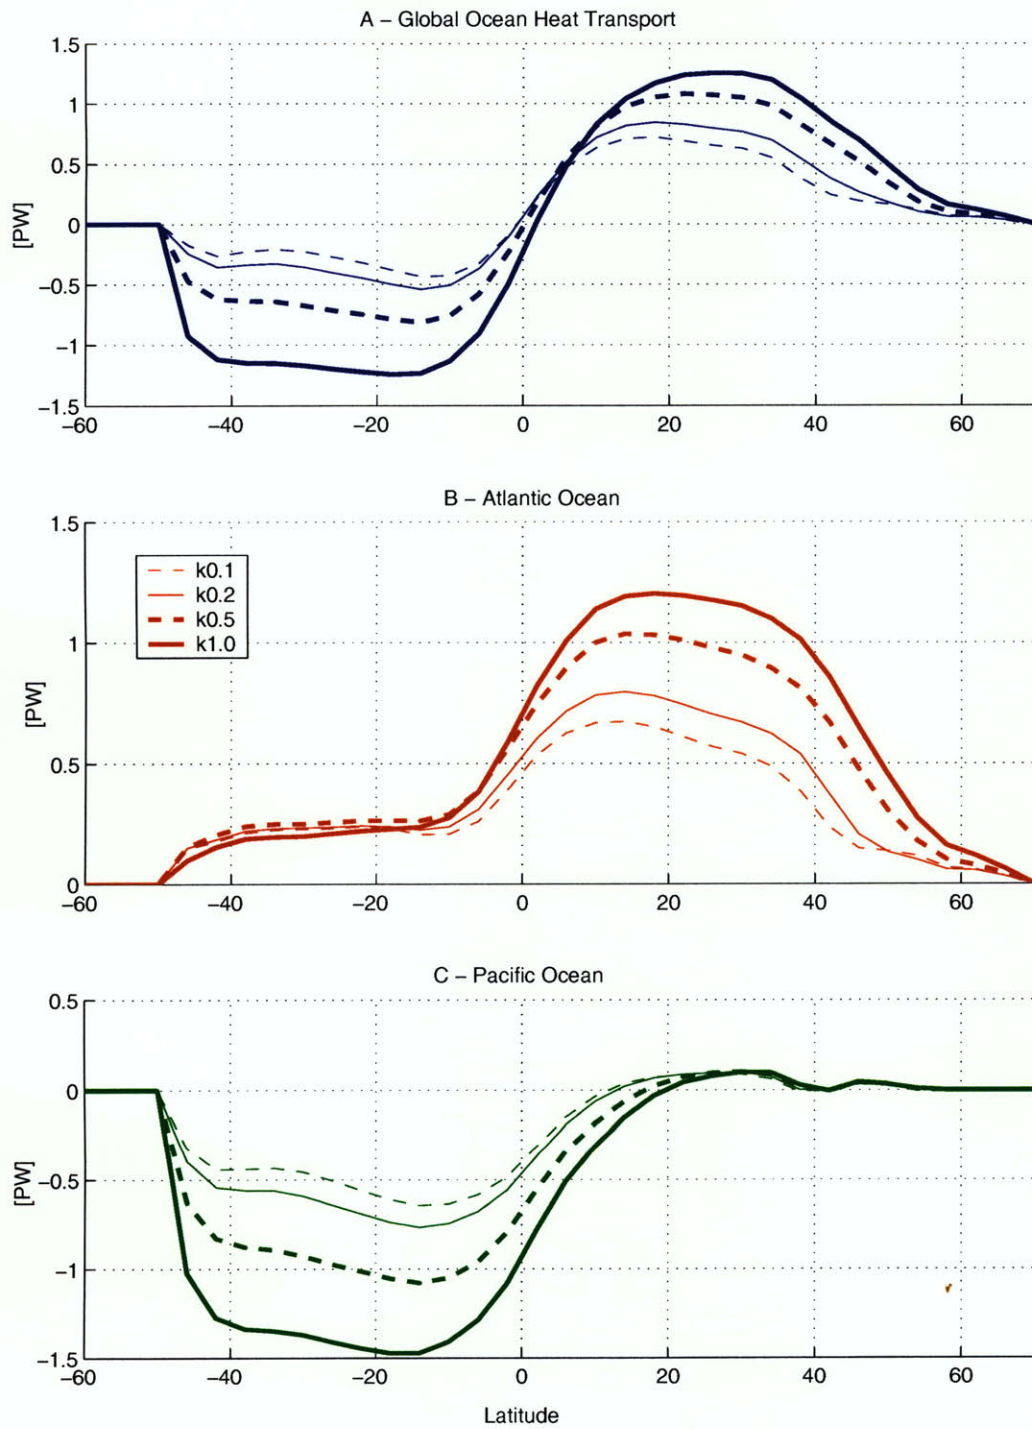 A – Global Ocean Heat Transport
1.5
1
0.5
0
−0.5
−1
−1.5
[PW]
−60 −40 −20 0 20 40 60
B – Atlantic Ocean
1.5
1
0.5
0
[PW]
k0.1
k0.2
k0.5
k1.0
−60 −40 −20 0 20 40 60
C – Pacific Ocean
0.5
0
−0.5
−1
−1.5
[PW]
−60 −40 −20 0 20 40 60
Latitude